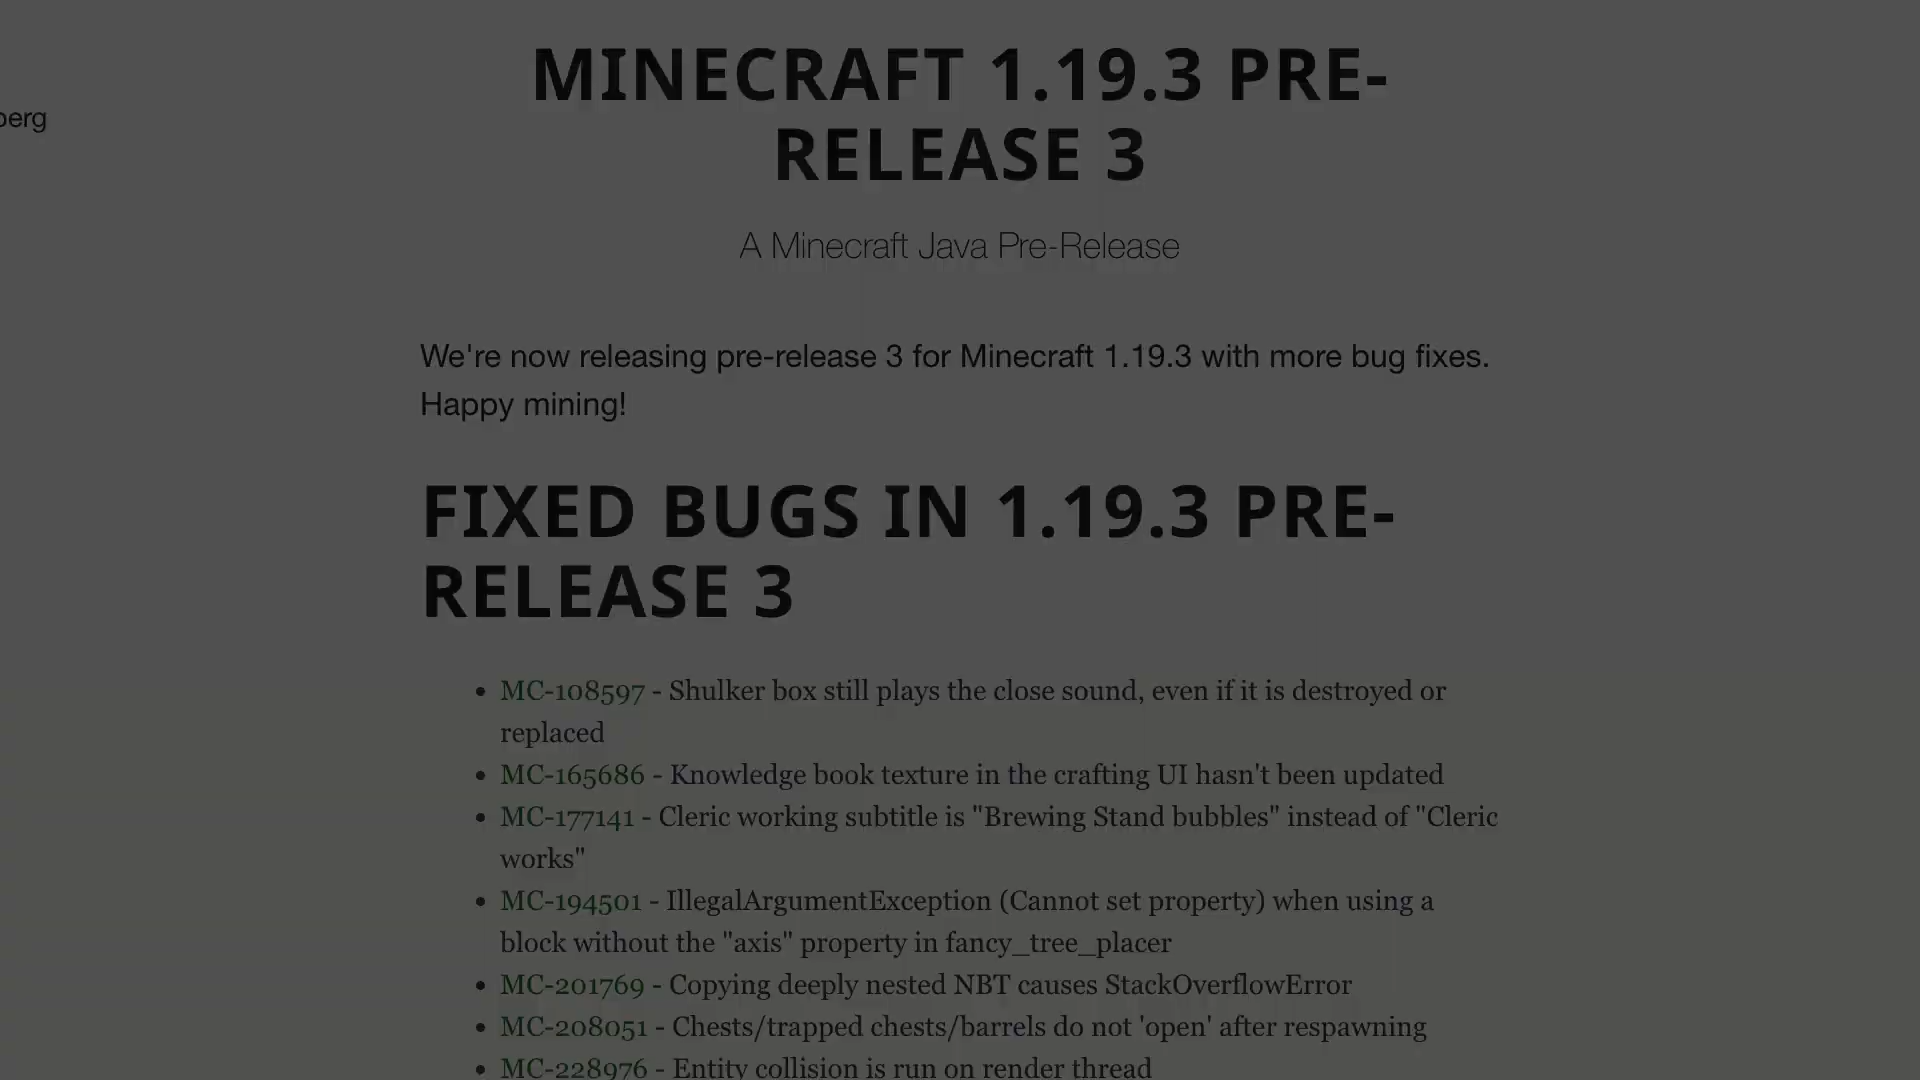 MINECRAFT 1.19.3 PRE-
RELEASE 3
berg
A Minecraft Java Pre-Release
We're now releasing pre-release 3 for Minecraft 1.19.3 with more bug fixes.
Happy mining!
FIXED BUGS IN 1.19.3 PRE-
RELEASE 3
• MC-108597 - Shulker box still plays the close sound, even if it is destroyed or
replaced
• MC-165686 - Knowledge book texture in the crafting UI hasn't been updated
• MC-177141 - Cleric working subtitle is "Brewing Stand bubbles" instead of "Cleric
works"
• MC-194501 - IllegalArgumentException (Cannot set property) when using a
block without the "axis" property in fancy_tree_placer
• MC-201769 - Copying deeply nested NBT causes StackOverflowError
• MC-208051 - Chests/trapped chests/barrels do not 'open' after respawning
• MC-228976 - Entity collision is run on render thread